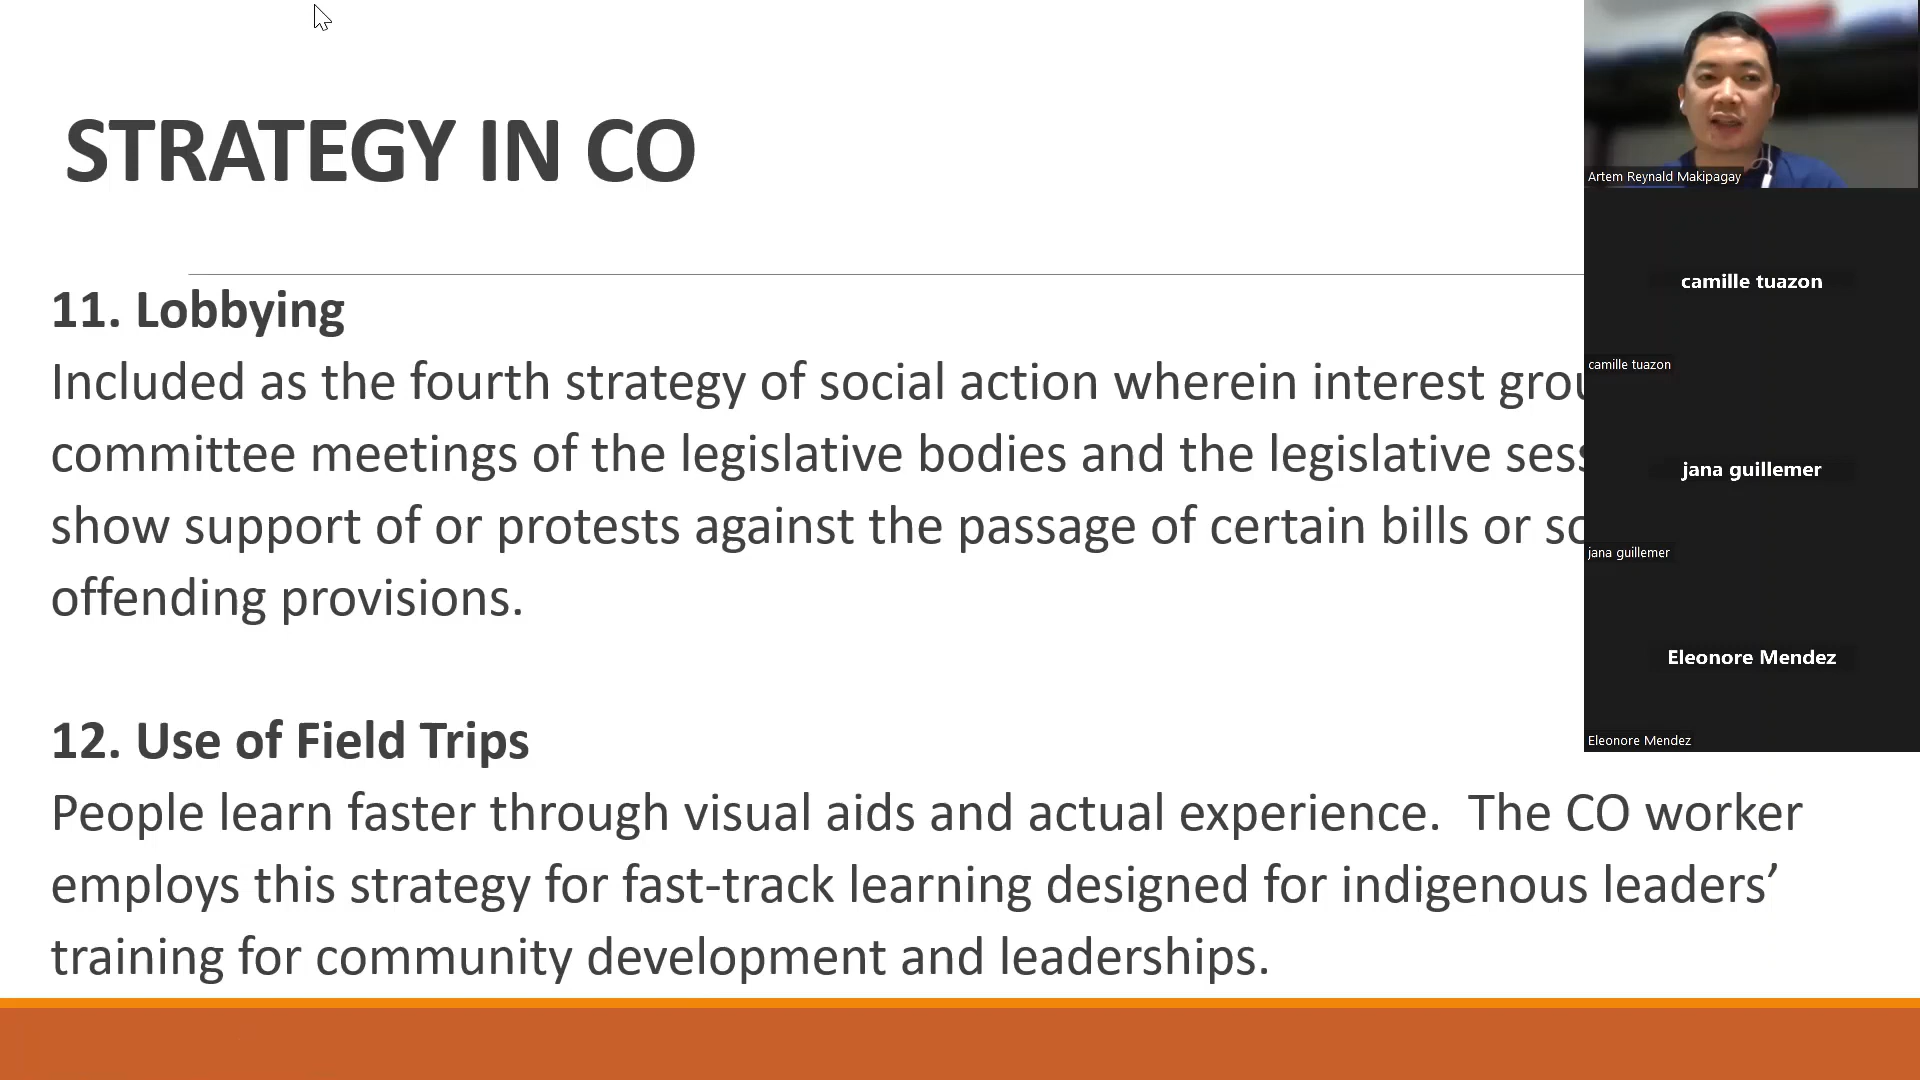 STRATEGY IN CO
11. Lobbying
Included as the fourth strategy of social action wherein interest
committee meetings of the legislative bodies and the legislative
show support of or protests against the passage of certain bills or
offending provisions.
12. Use of Field Trips
People learn faster through visual aids and actual experience. The CO worker
employs this strategy for fast-track learning designed for indigenous leaders’
training for community development and leaderships.
Artem Reynald Makipagay
camille tuazon
camille tuazon
jana guillemer
jana guillemer
Eleonore Mendez
Eleonore Mendez